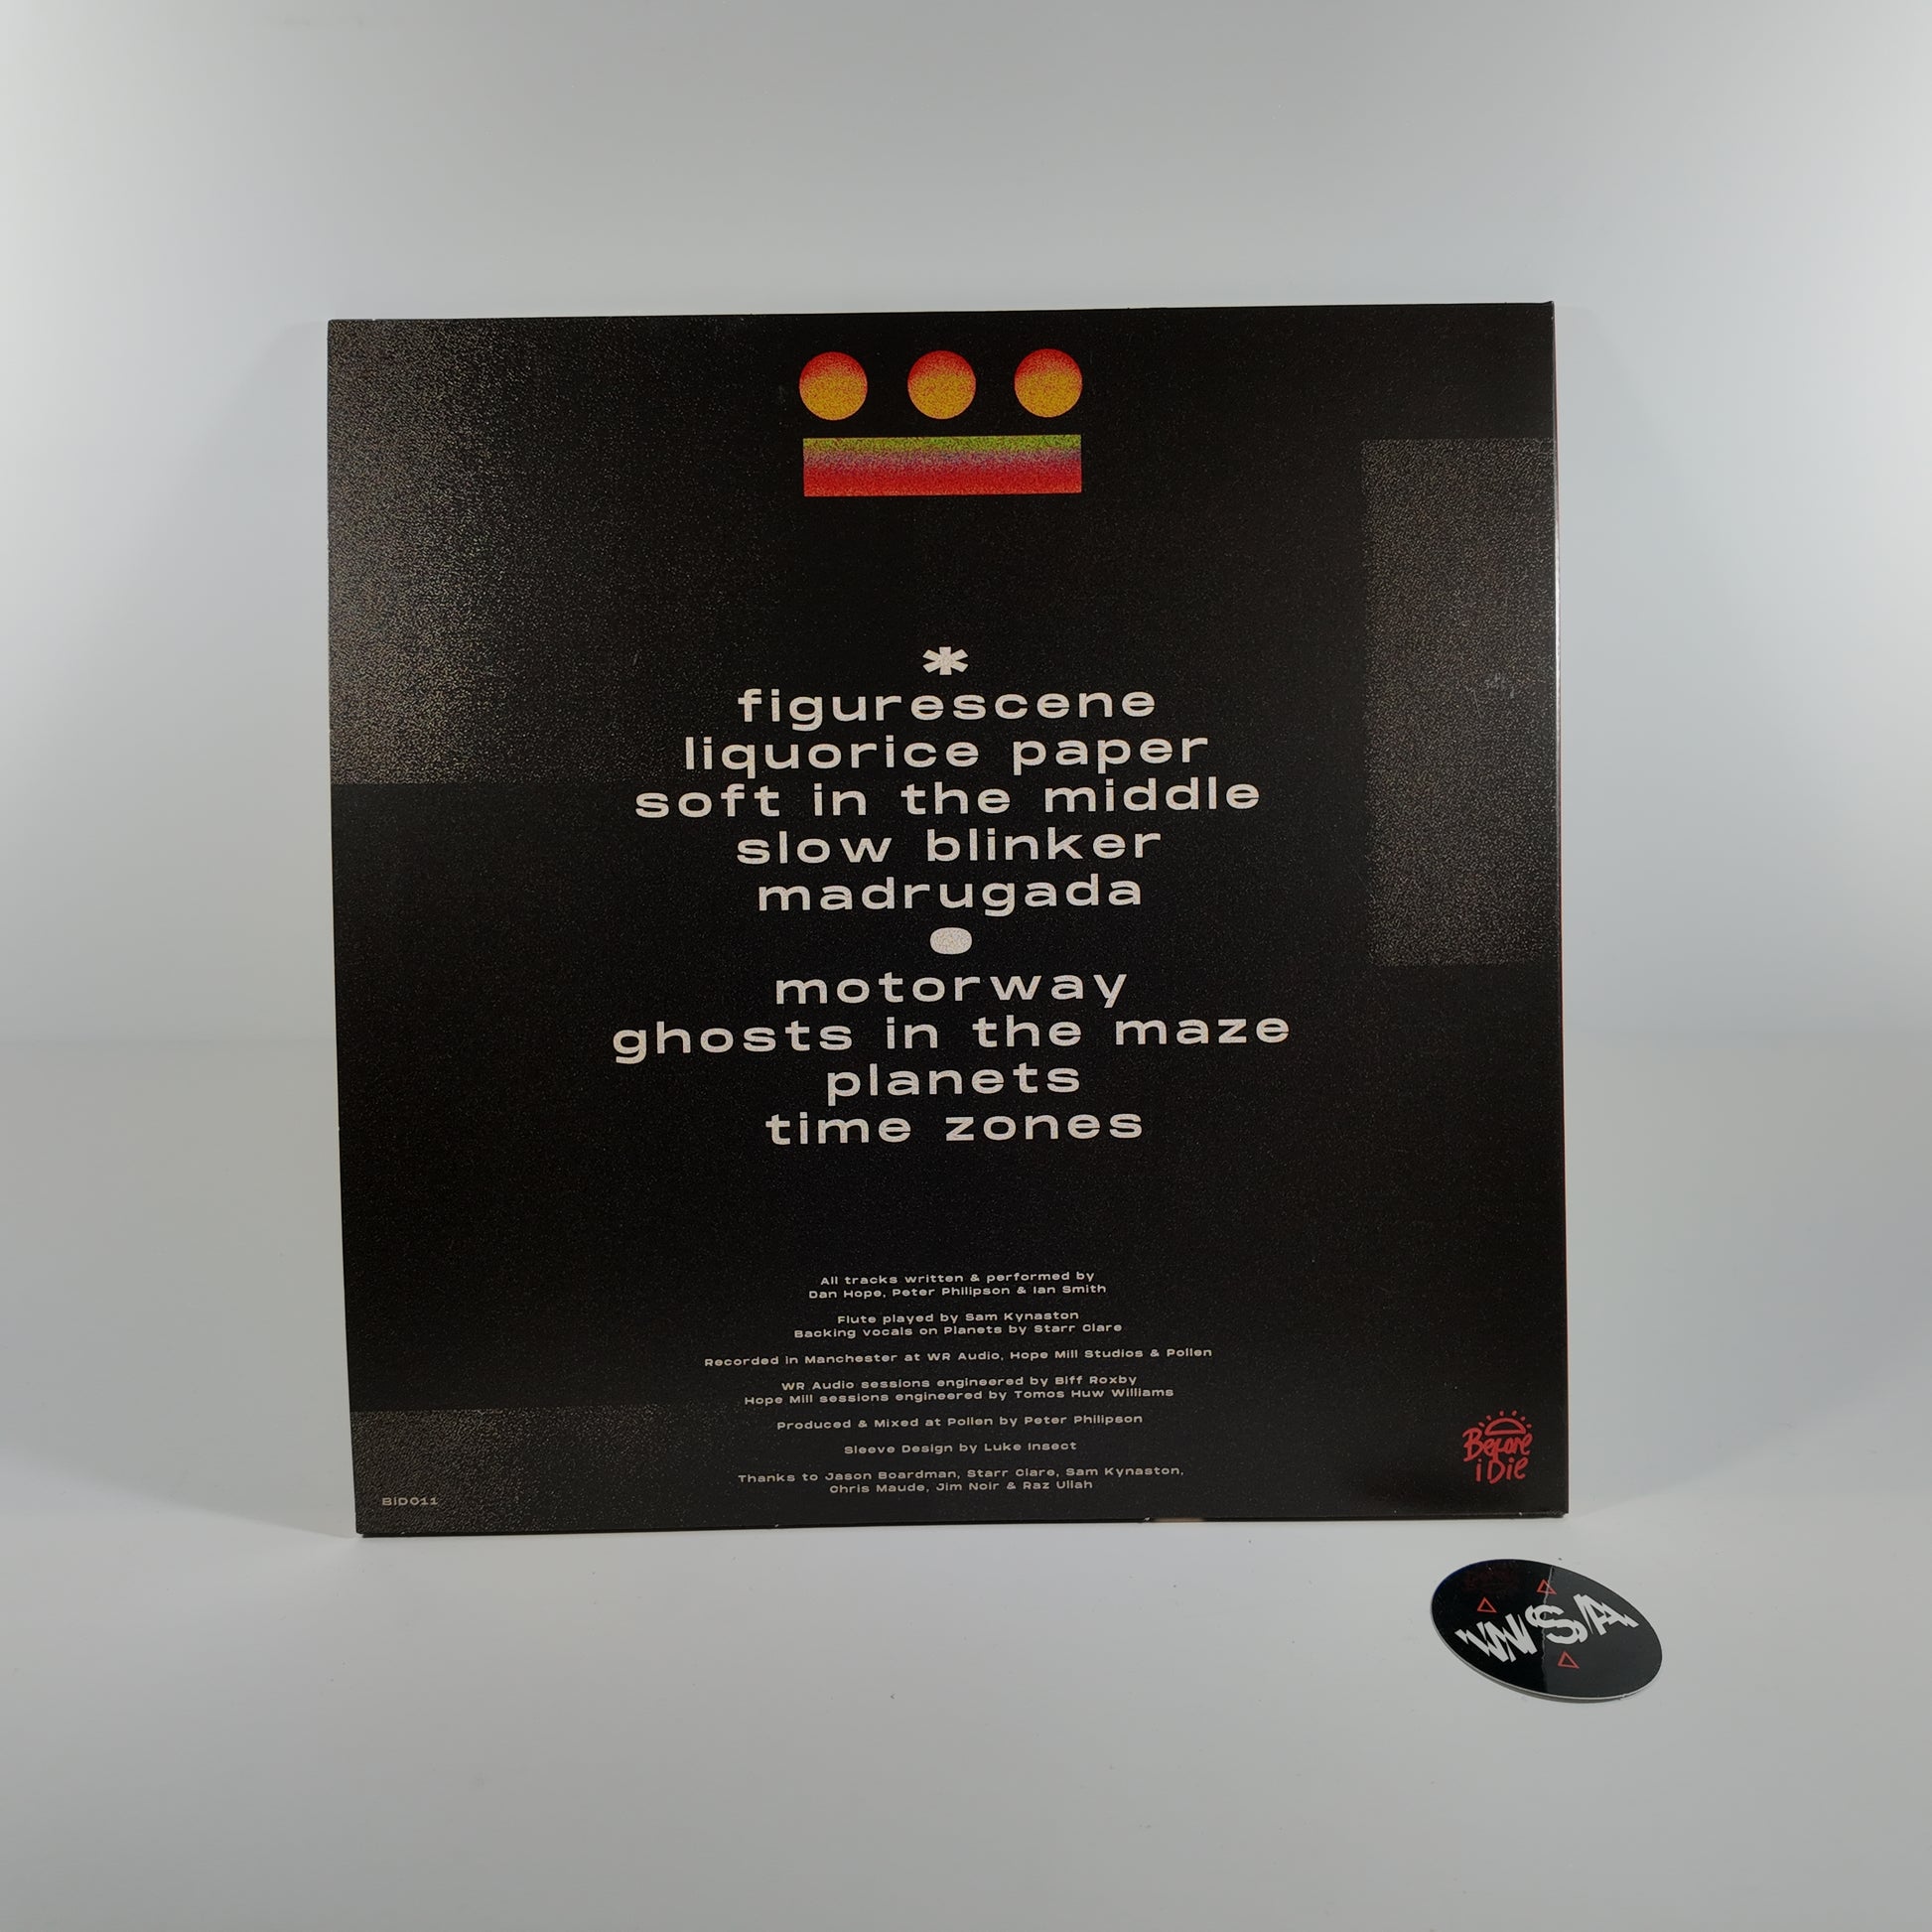 *
figurescene
liquorice paper
soft in the middle
slow blinker
madrugada
motorway
ghosts in the maze
planets
time zones
All tracks written & performed by
Dan Hope, Peter Philipson & Ian Smith
Flute played by Sam Kynaston
Backing vocals on Planets by Starr Clare
Recorded in Manchester at WR Audio, Hope Mill Studios & Pollen
WR Audio sessions engineered by Biff Roxby
Hope Mill sessions engineered by Tomos Huw Williams
Produced & Mixed at Pollen by Peter Philipson
Sleeve Design by Luke Insect
Thanks to Jason Boardman, Starr Clare, Sam Kynaston,
Chris Maude, Jim Noir & Raz Ullah
BiD011
Before
i Die